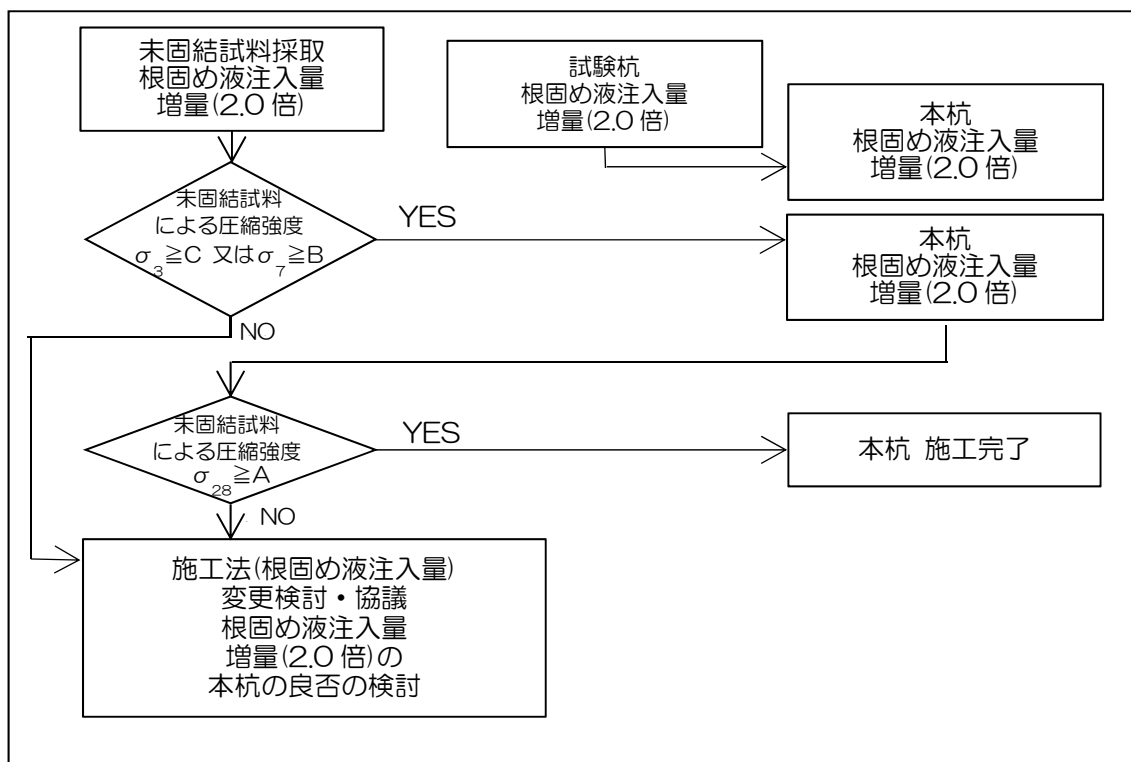 未固結試料採取
根固め液注入量
増量(2.0 倍)
試験杭
根固め液注入量
増量(2.0 倍)
本杭
根固め液注入量
増量(2.0 倍)
未固結試料
による圧縮強度
σ3≧C 又はσ7≧B
YES
本杭
根固め液注入量
増量(2.0 倍)
NO
未固結試料
による圧縮強度
σ28≧A
YES
本杭 施工完了
NO
施工法(根固め液注入量)
変更検討・協議
根固め液注入量
増量(2.0 倍)の
本杭の良否の検討